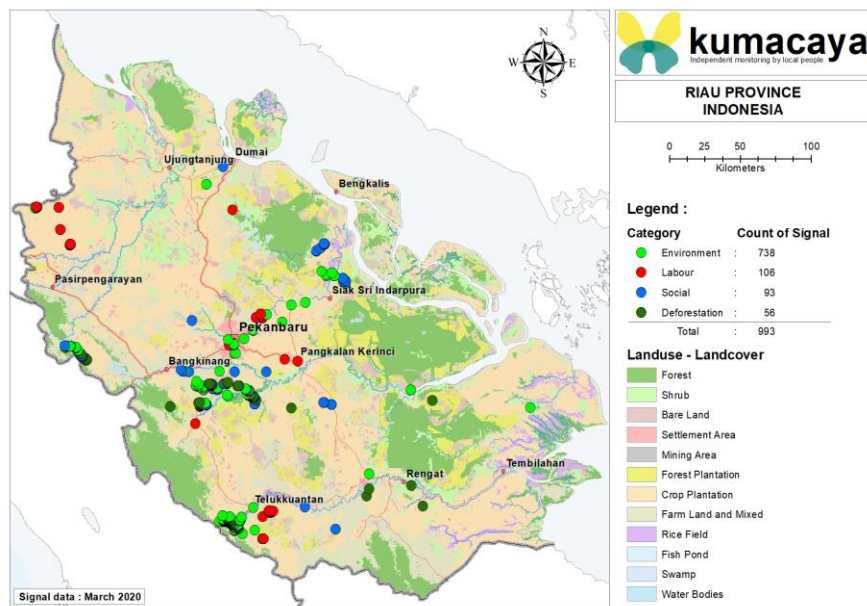 N
W E
S
Ujungtanjung
Dumai
Bengkalis
Pasirpengarayan
Siak Sri Indarpura
Pekanbaru
Bangkinang
Pangkalan Kerinci
Rengat
Tembilahan
Telukkuantan
Signal data : March 2020
kumacaya
Independent monitoring by local people
RIAU PROVINCE
INDONESIA
0 25 50 75 100
Kilometers
Legend :
Category Count of Signal
Environment : 738
Labour : 106
Social : 93
Deforestation : 56
Total : 993
Landuse - Landcover
Forest
Shrub
Bare Land
Settlement Area
Mining Area
Forest Plantation
Crop Plantation
Farm Land and Mixed
Rice Field
Fish Pond
Swamp
Water Bodies